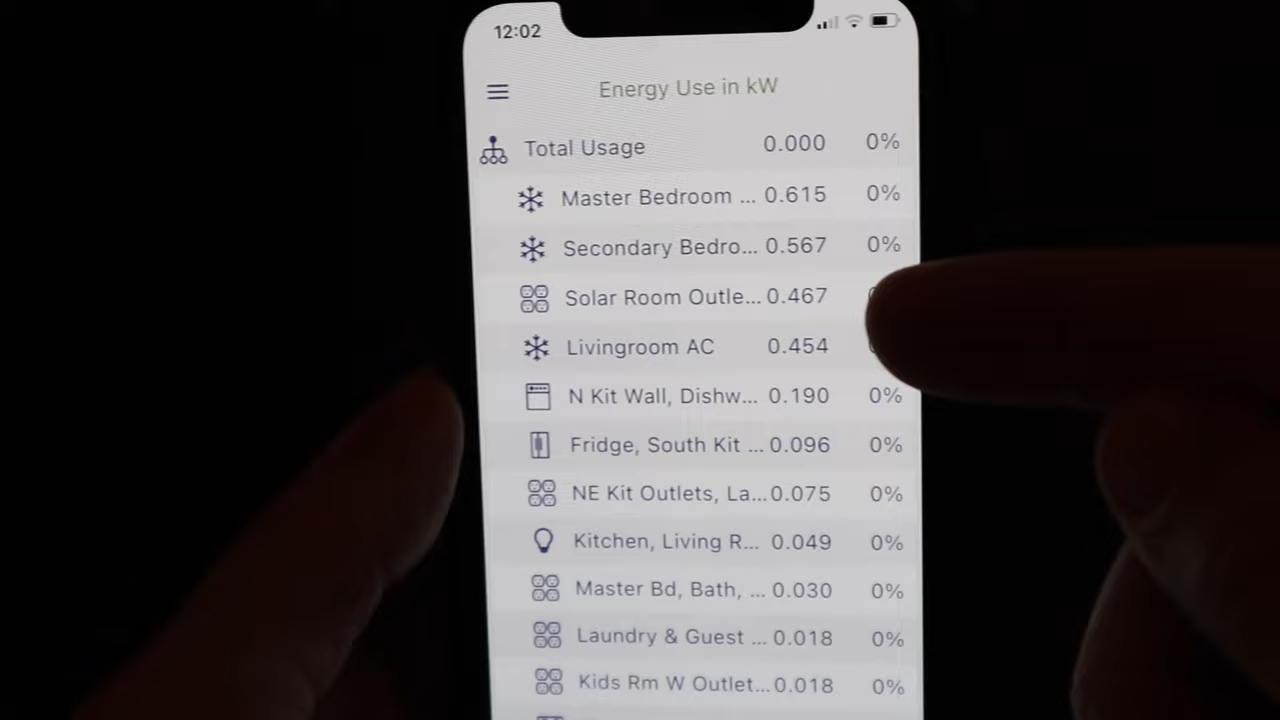 12:02
Energy Use in kW
Total Usage 0.000 0%
Master Bedroom ... 0.615 0%
Secondary Bedro... 0.567 0%
Solar Room Outle... 0.467
Livingroom AC 0.454
N Kit Wall, Dishw... 0.190 0%
Fridge, South Kit ... 0.096 0%
NE Kit Outlets, La... 0.075 0%
Kitchen, Living R... 0.049 0%
Master Bd, Bath, ... 0.030 0%
Laundry & Guest ... 0.018 0%
Kids Rm W Outlet... 0.018 0%